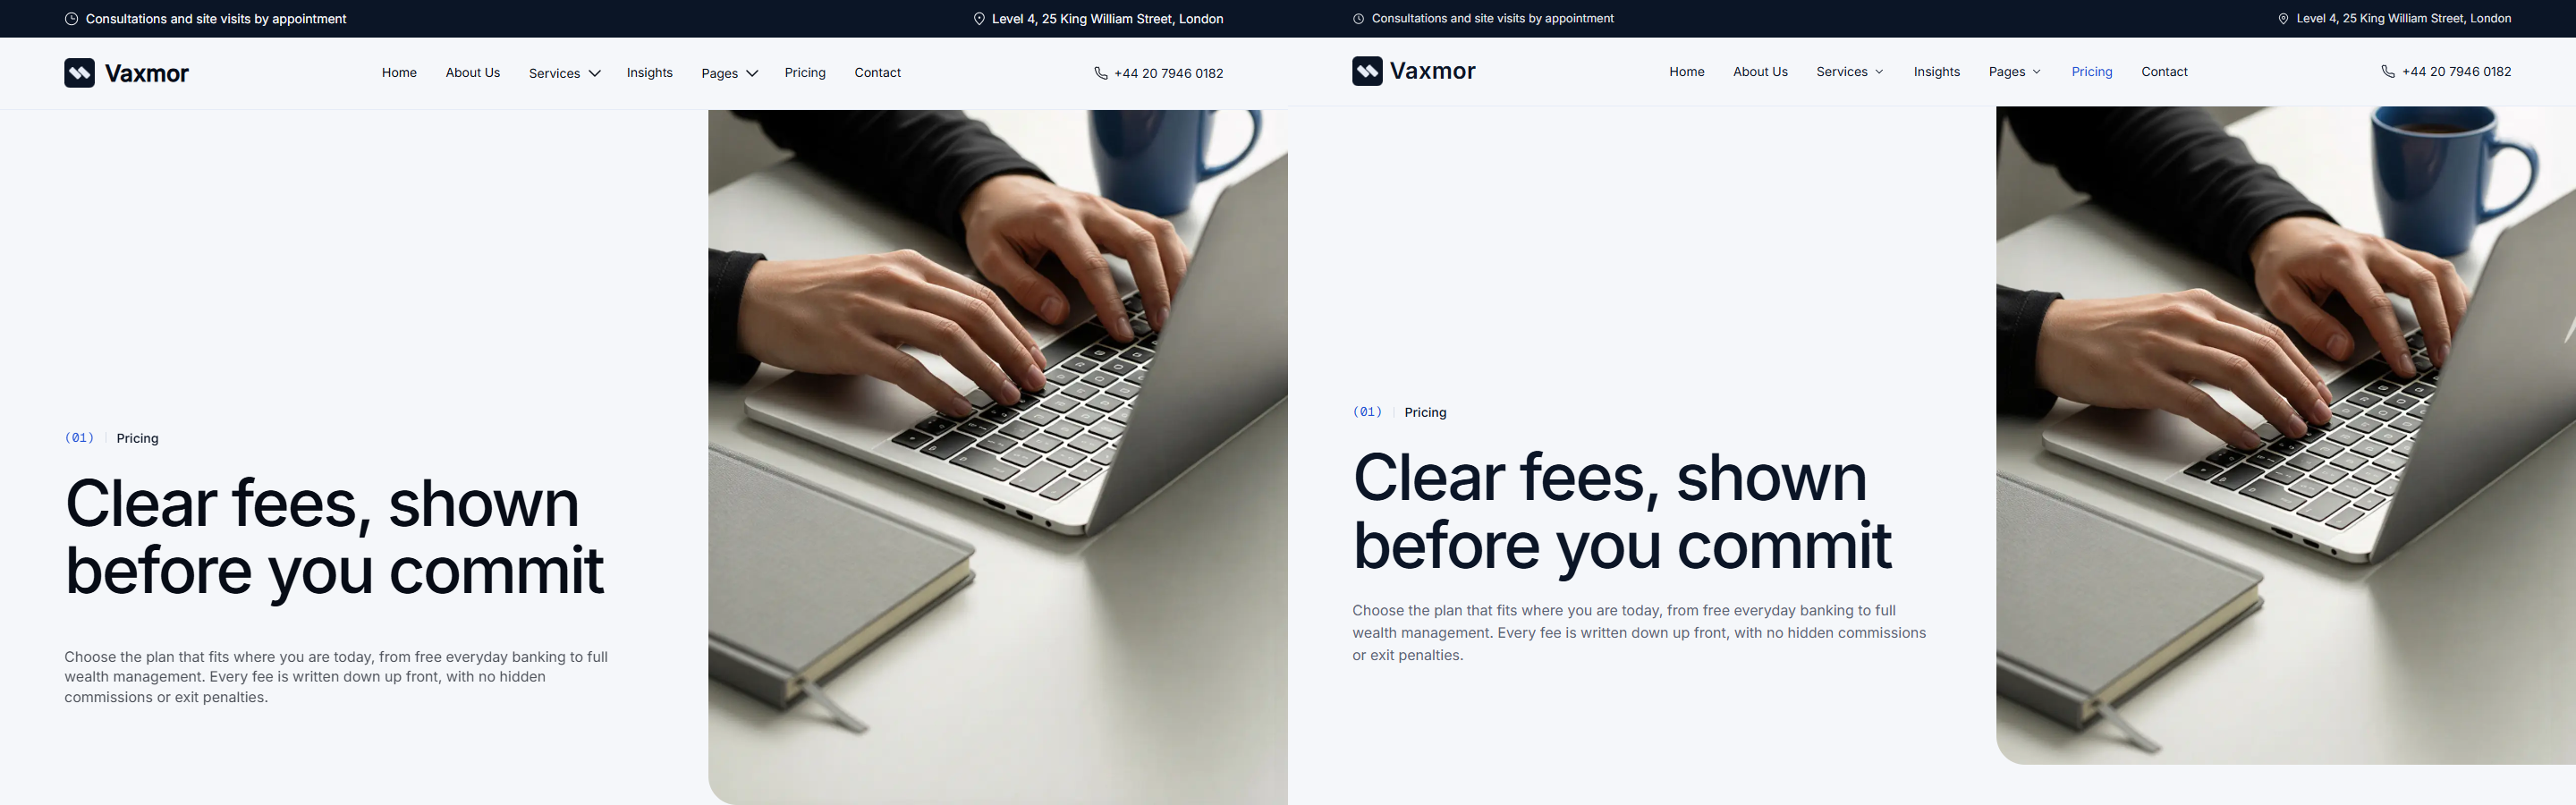 Consultations and site visits by appointment
Level 4, 25 King William Street, London
Vaxmor
Home
About Us
Services
Insights
Pages
Pricing
Contact
+44 20 7946 0182
(01)
Pricing
Clear fees, shown
before you commit
Choose the plan that fits where you are today, from free everyday banking to full
wealth management. Every fee is written down up front, with no hidden
commissions or exit penalties.
Consultations and site visits by appointment
Level 4, 25 King William Street, London
Vaxmor
Home
About Us
Services
Insights
Pages
Pricing
Contact
+44 20 7946 0182
(01)
Pricing
Clear fees, shown
before you commit
Choose the plan that fits where you are today, from free everyday banking to full
wealth management. Every fee is written down up front, with no hidden commissions
or exit penalties.